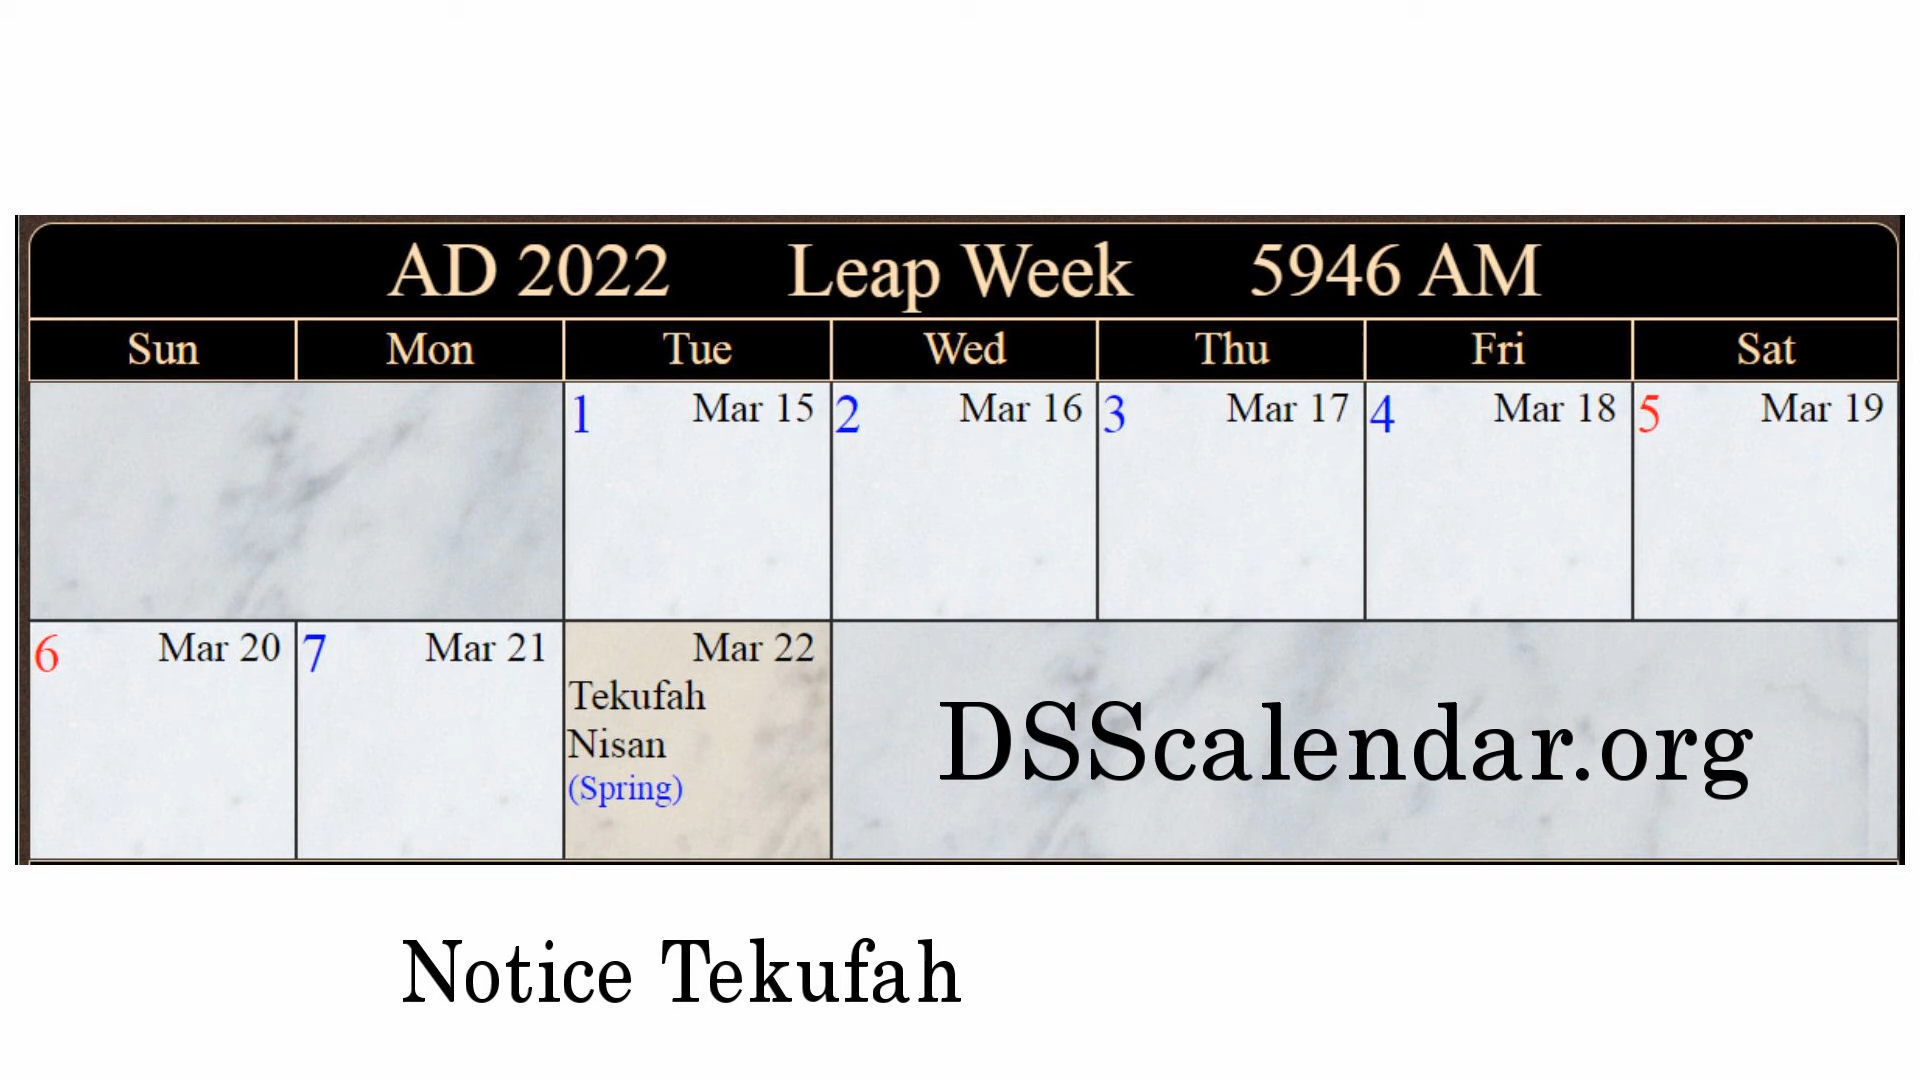 AD 2022 Leap Week 5946 AM
Sun Mon Tue Wed Thu Fri Sat
1 Mar 15 2 Mar 16 3 Mar 17 4 Mar 18 5 Mar 19
6 Mar 20 7 Mar 21 Mar 22
Tekufah
Nisan
(Spring)
DSScalendar.org
Notice Tekufah